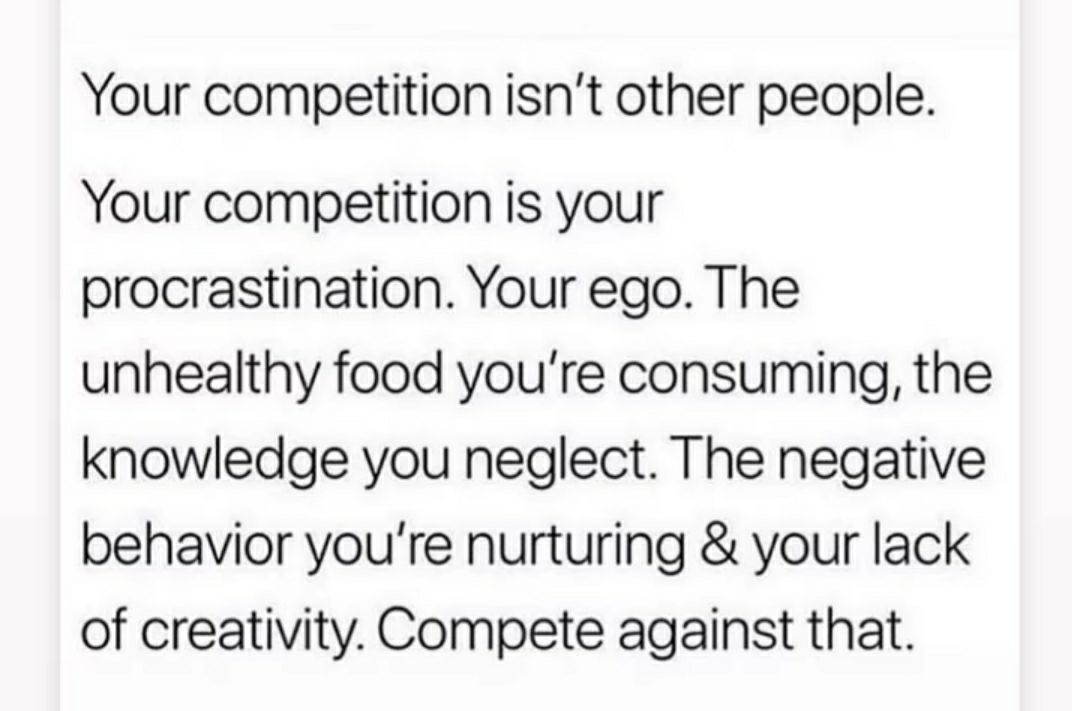 Your competition isn't other people.
Your competition is your
procrastination. Your ego. The
unhealthy food you're consuming, the
knowledge you neglect. The negative
behavior you're nurturing & your lack
of creativity. Compete against that.